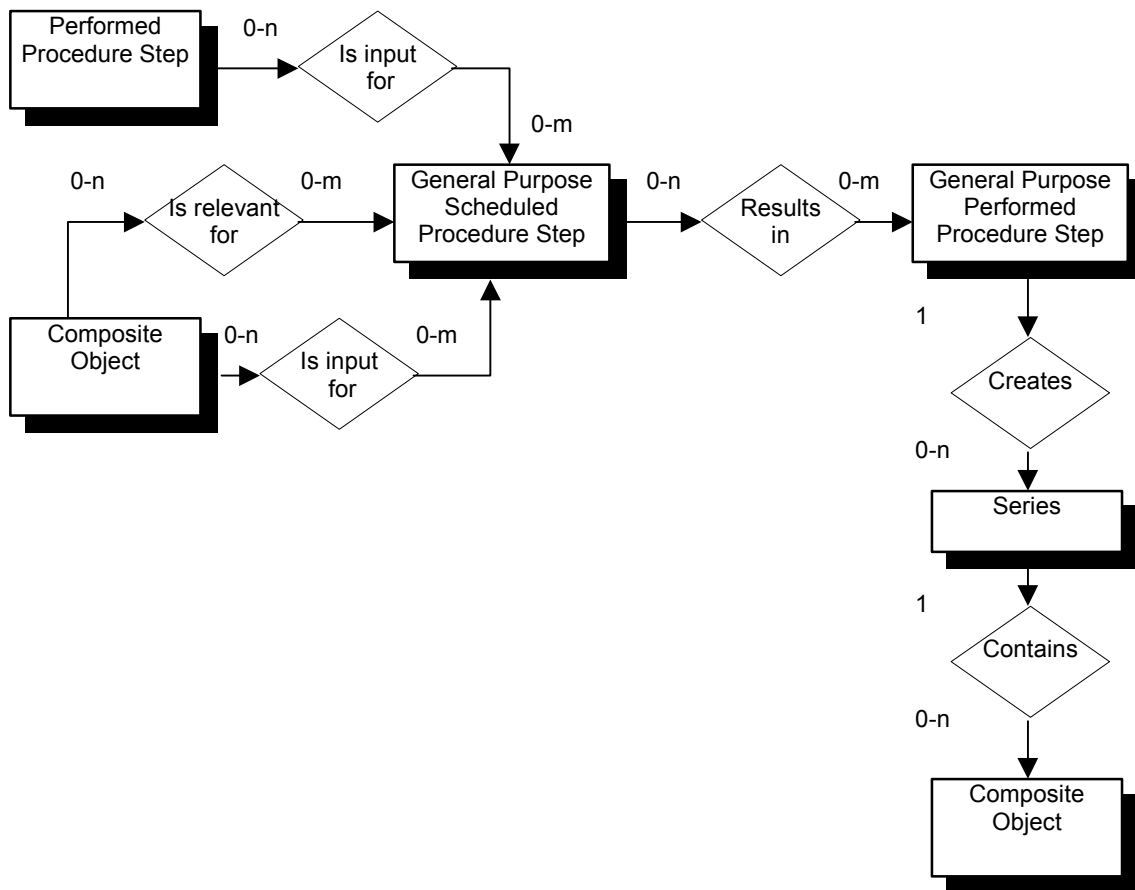 Performed
Procedure Step
0-n
Is input
for
0-m
0-n
Is relevant
for
0-m
General Purpose
Scheduled
Procedure Step
0-n
Results
in
0-m
General Purpose
Performed
Procedure Step
Composite
Object
0-n
Is input
for
0-m
1
Creates
0-n
Series
1
Contains
0-n
Composite
Object